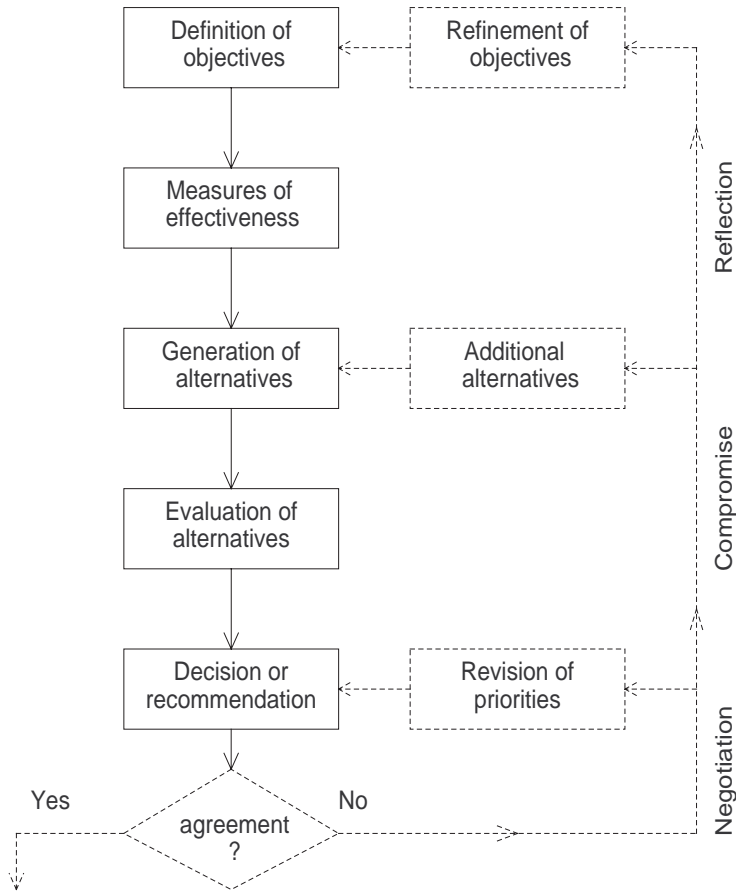 Definition of
objectives
Refinement of
objectives
Measures of
effectiveness
Reflection
Generation of
alternatives
Additional
alternatives
Compromise
Evaluation of
alternatives
Decision or
recommendation
Revision of
priorities
Negotiation
Yes
No
agreement
?